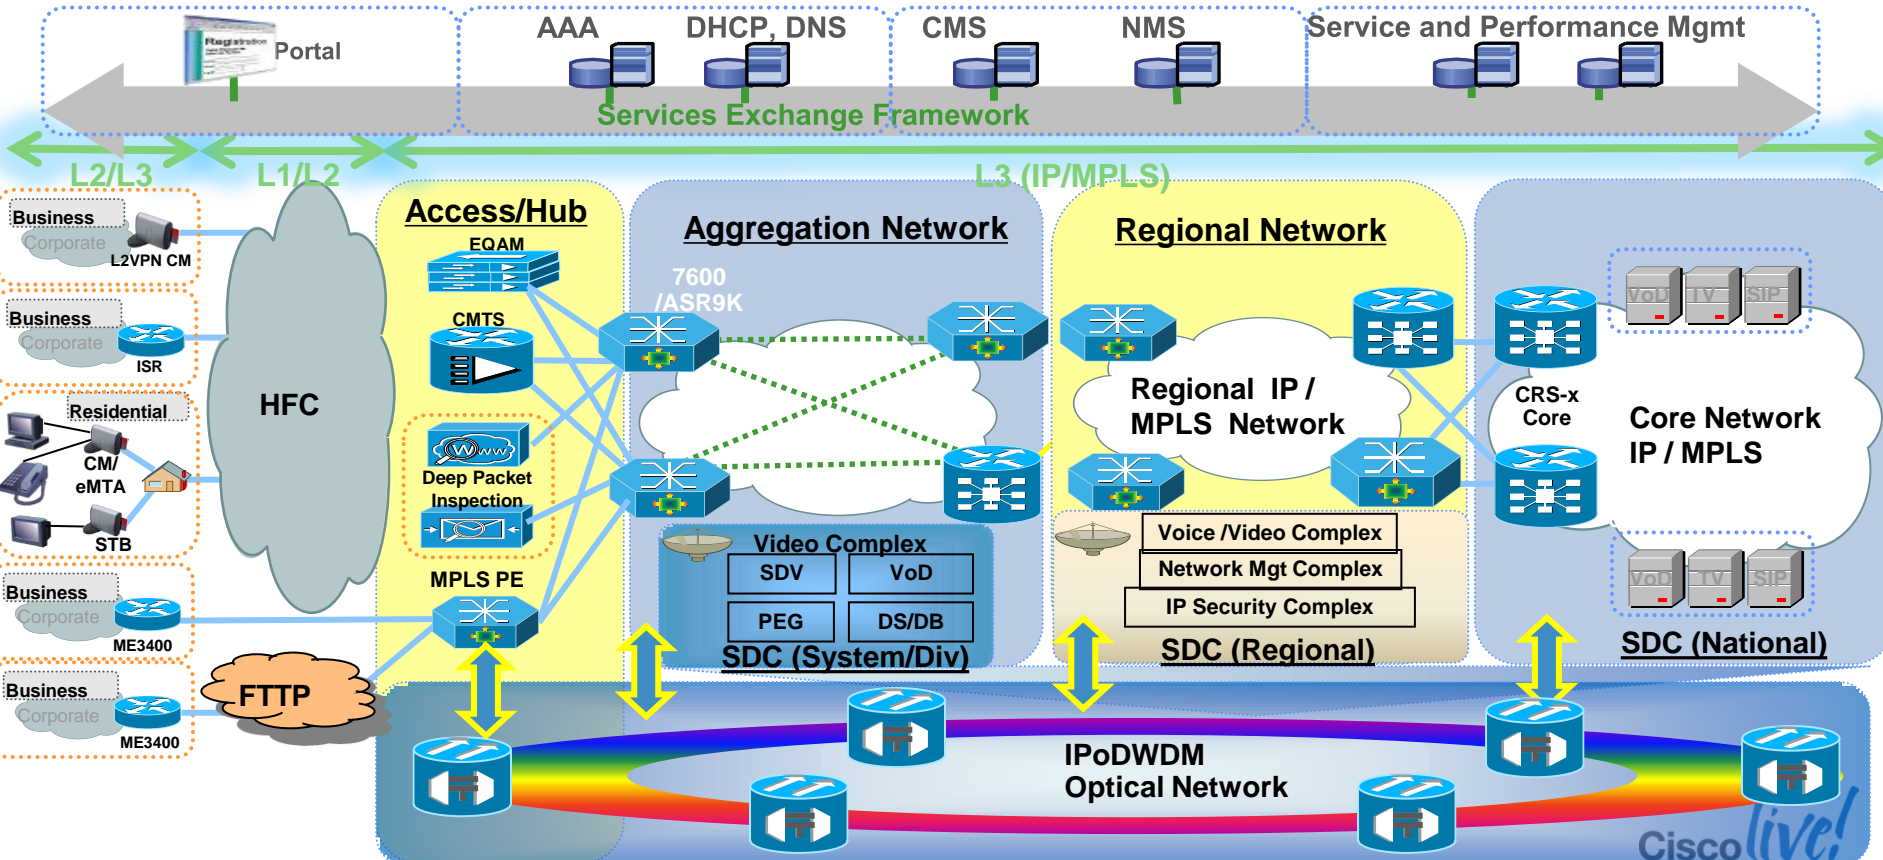 AAA
DHCP, DNS
CMS
NMS
Service and Performance Mgmt
Registration
Portal
Services Exchange Framework
L2/L3
L1/L2
L3 (IP/MPLS)
Business
Corporate
L2VPN CM
Business
Corporate
ISR
Residential
CM/
eMTA
STB
Business
Corporate
ME3400
Business
Corporate
ME3400
HFC
FTTP
Access/Hub
EQAM
CMTS
www
Deep Packet
Inspection
MPLS PE
Aggregation Network
7600
/ASR9K
Video Complex
SDV
VoD
PEG
DS/DB
SDC (System/Div)
Regional Network
Regional IP /
MPLS Network
Voice /Video Complex
Network Mgt Complex
IP Security Complex
SDC (Regional)
VoD
TV
SIP
CRS-x
Core
Core Network
IP / MPLS
VoD
TV
SIP
SDC (National)
IPoDWDM
Optical Network
Cisco live!